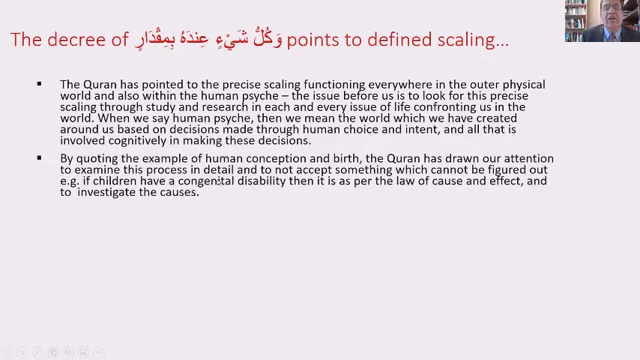 The decree of وَكُلُّ شَيْءٍ عِندَهُ بِمِقْدَارٍ points to defined scaling...
▪ The Quran has pointed to the precise scaling functioning everywhere in the outer physical
world and also within the human psyche – the issue before us is to look for this precise
scaling through study and research in each and every issue of life confronting us in the
world. When we say human psyche, then we mean the world which we have created
around us based on decisions made through human choice and intent, and all that is
involved cognitively in making these decisions.
▪ By quoting the example of human conception and birth, the Quran has drawn our attention
to examine this process in detail and to not accept something which cannot be figured out
e.g. if children have a congenital disability then it is as per the law of cause and effect, and
to investigate the causes.